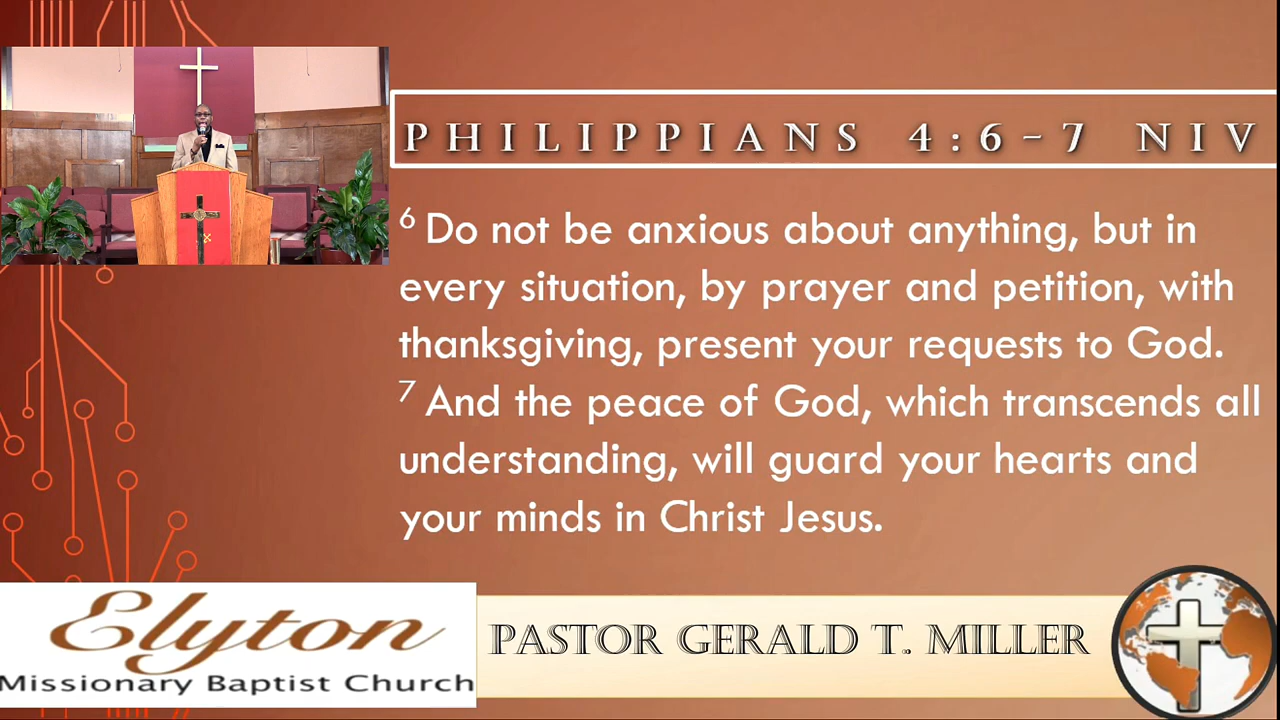 PHILIPPIANS 4:6-7 NIV
6 Do not be anxious about anything, but in
every situation, by prayer and petition, with
thanksgiving, present your requests to God.
7 And the peace of God, which transcends all
understanding, will guard your hearts and
your minds in Christ Jesus.
Elyton
Missionary Baptist Church
PASTOR GERALD T. MILLER